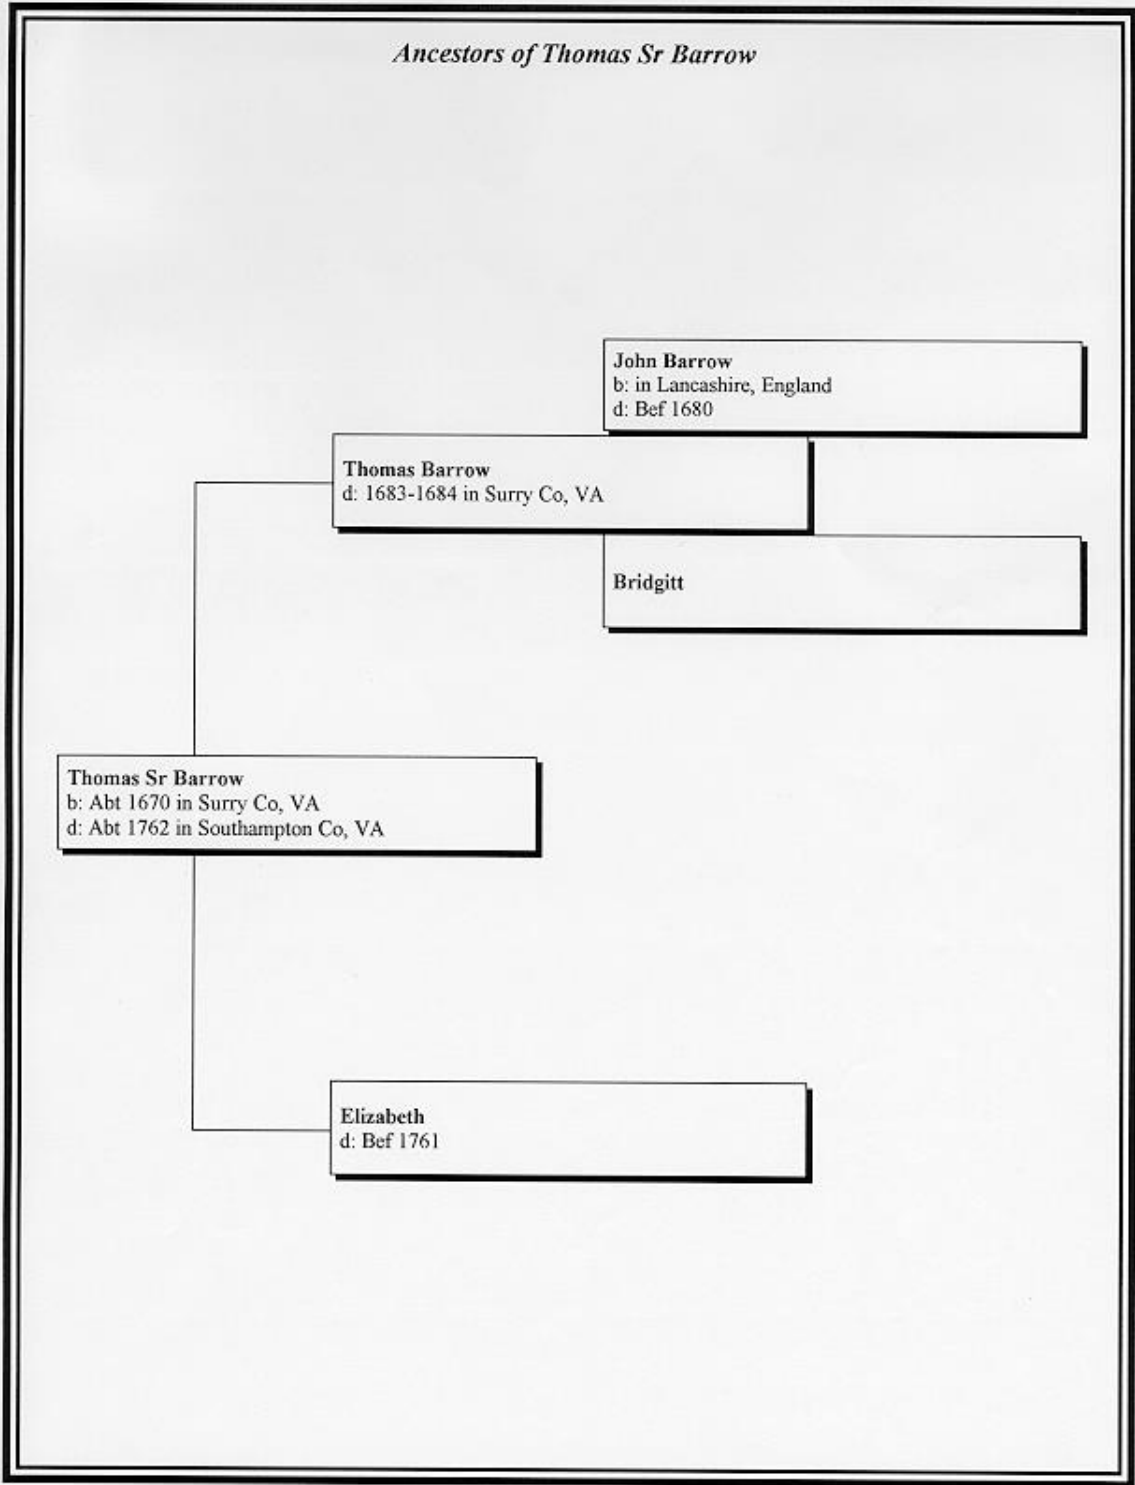 Ancestors of Thomas Sr Barrow
John Barrow
b: in Lancashire, England
d: Bef 1680
Thomas Barrow
d: 1683-1684 in Surry Co, VA
Bridgitt
Thomas Sr Barrow
b: Abt 1670 in Surry Co, VA
d: Abt 1762 in Southampton Co, VA
Elizabeth
d: Bef 1761